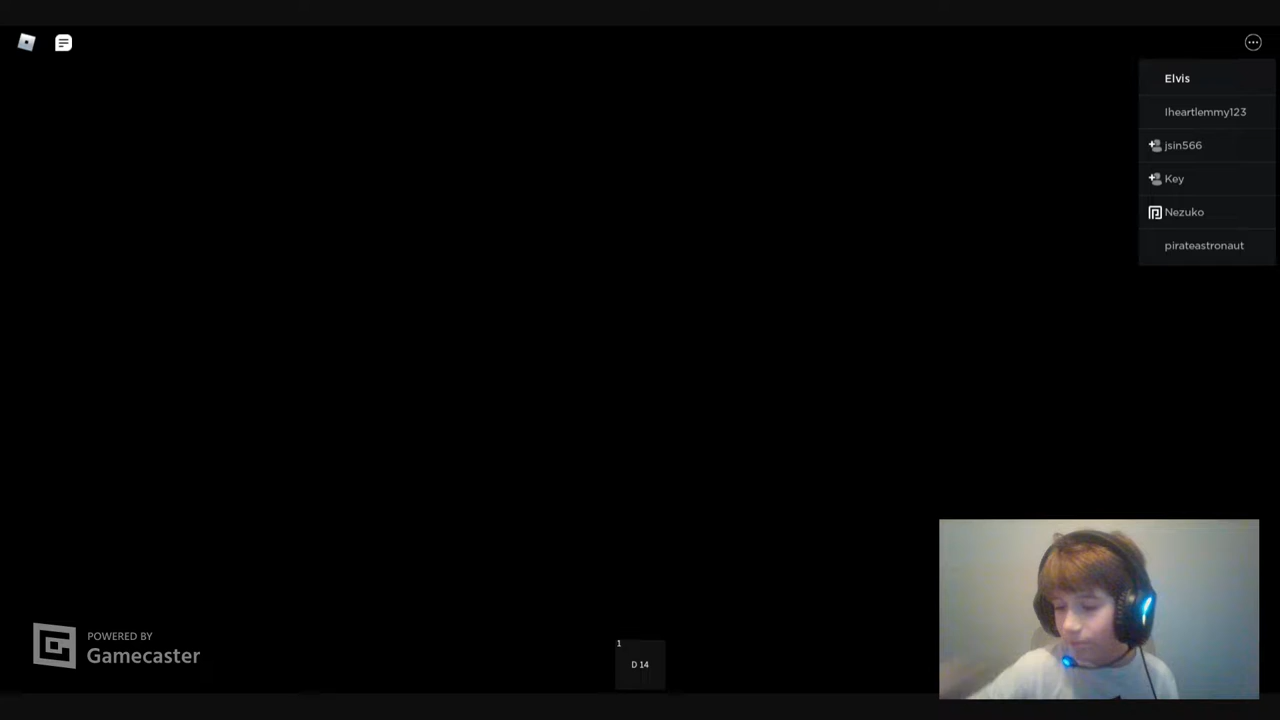 Elvis
Iheartlemmy123
jsin566
Key
Nezuko
pirateastronaut
POWERED BY
Gamecaster
1
D 14